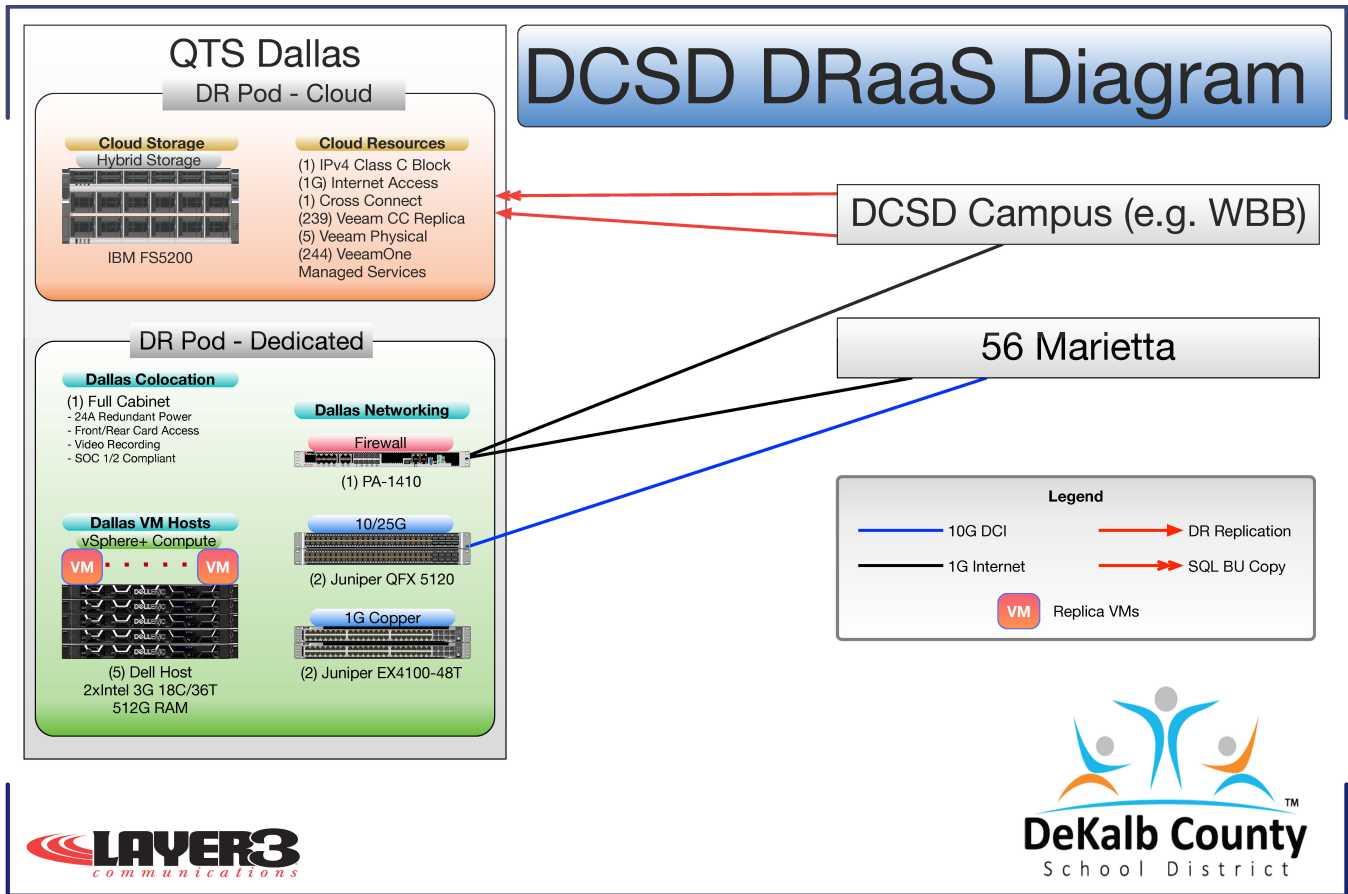 QTS Dallas
DCSD DRaaS Diagram
DR Pod - Cloud
Cloud Storage
Hybrid Storage
IBM FS5200
Cloud Resources
(1) IPv4 Class C Block
(1G) Internet Access
(1) Cross Connect
(239) Veeam CC Replica
(5) Veeam Physical
(244) VeeamOne
Managed Services
DCSD Campus (e.g. WBB)
56 Marietta
DR Pod - Dedicated
Dallas Colocation
(1) Full Cabinet
- 24A Redundant Power
- Front/Rear Card Access
- Video Recording
- SOC 1/2 Compliant
Dallas Networking
Firewall
(1) PA-1410
10/25G
(2) Juniper QFX 5120
1G Copper
(2) Juniper EX4100-48T
Dallas VM Hosts
vSphere+ Compute
VM
VM
DELLEMC
DELLEMC
DELLEMC
DELLEMC
DELLEMC
(5) Dell Host
2xIntel 3G 18C/36T
512G RAM
Legend
10G DCI
DR Replication
1G Internet
SQL BU Copy
VM
Replica VMs
LAYER3
communications
DeKalb County
School District
TM